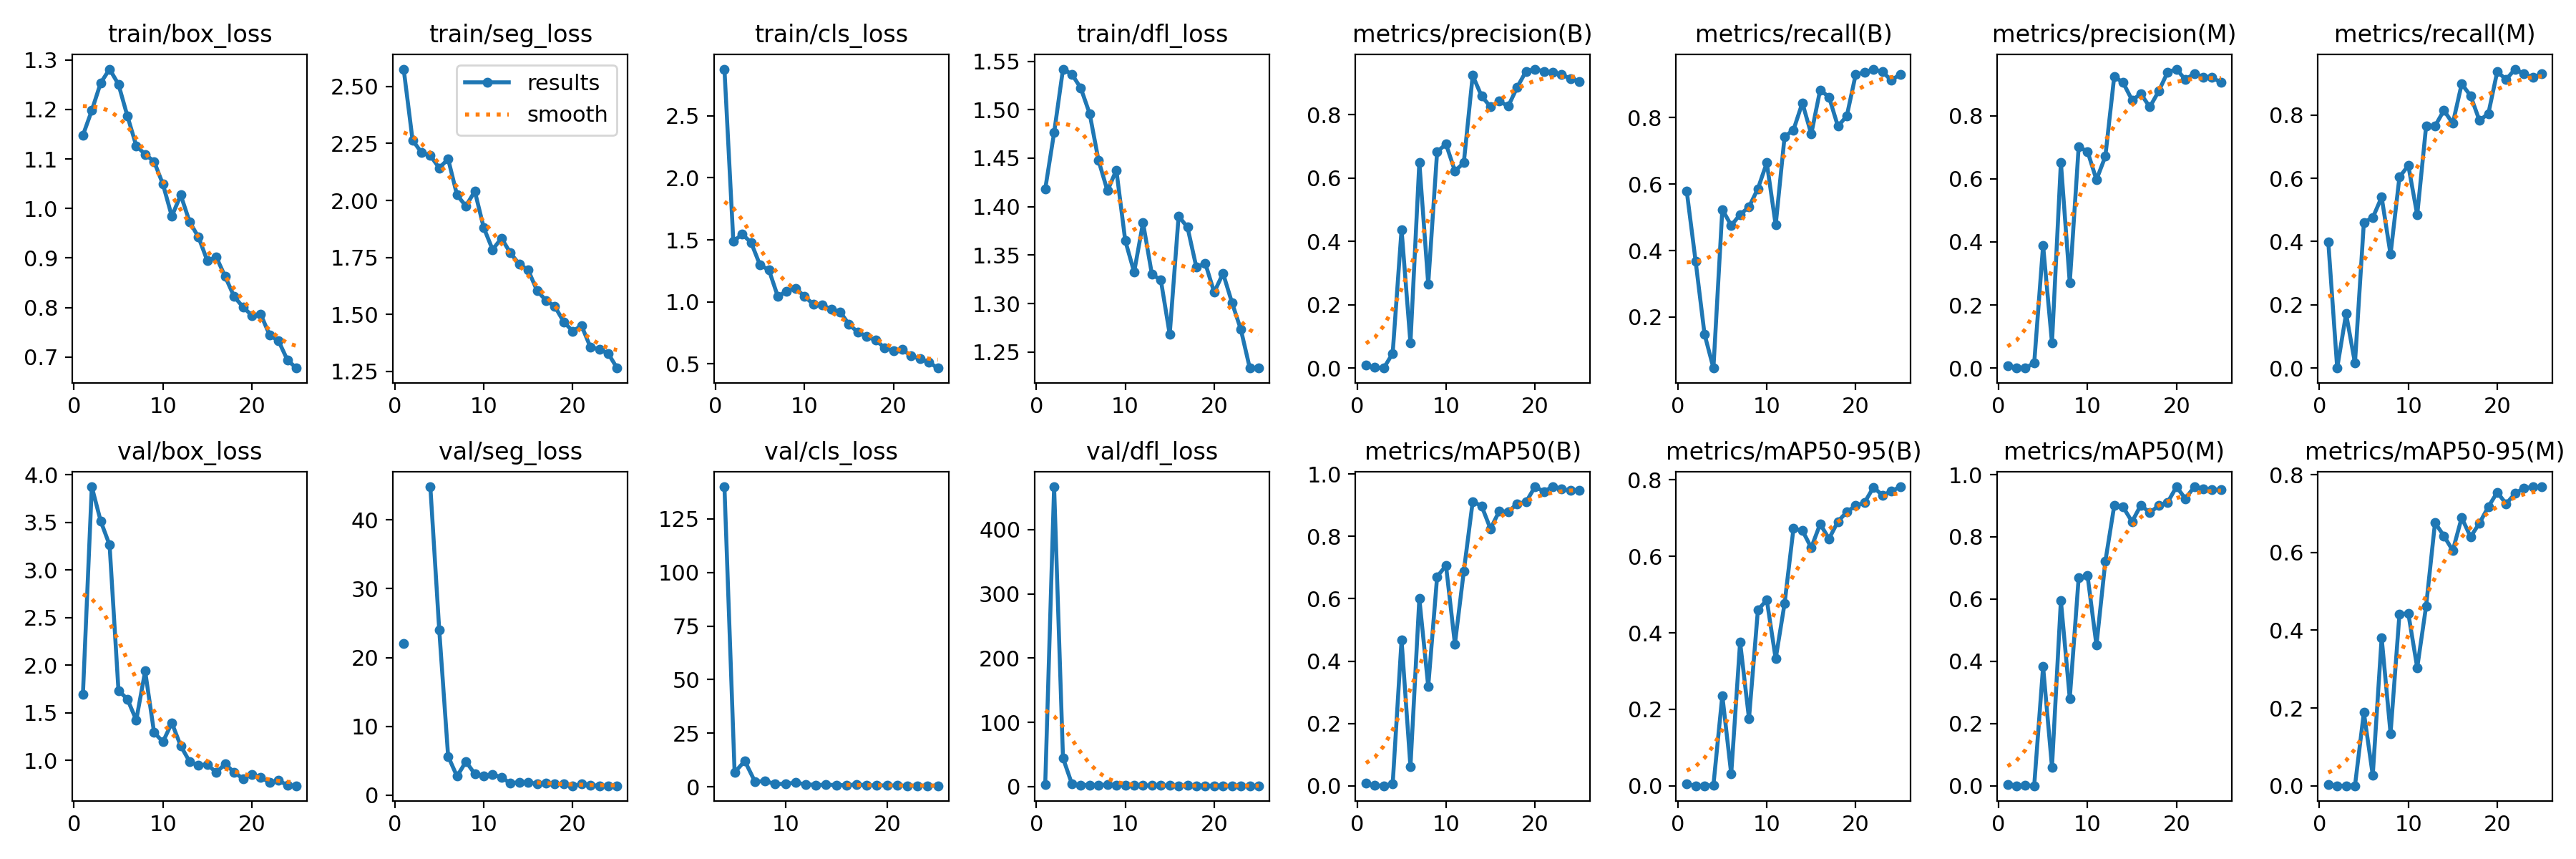 train/box_loss
train/seg_loss
train/cls_loss
train/dfl_loss
metrics/precision(B)
metrics/recall(B)
metrics/precision(M)
metrics/recall(M)
1.3
1.2
1.1
1.0
0.9
0.8
0.7
0 10 20
2.50
2.25
2.00
1.75
1.50
1.25
results
smooth
0 10 20
2.5
2.0
1.5
1.0
0.5
0 10 20
1.55
1.50
1.45
1.40
1.35
1.30
1.25
0 10 20
0.8
0.6
0.4
0.2
0.0
0 10 20
0.8
0.6
0.4
0.2
0 10 20
0.8
0.6
0.4
0.2
0.0
0 10 20
0.8
0.6
0.4
0.2
0.0
0 10 20
val/box_loss
val/seg_loss
val/cls_loss
val/dfl_loss
metrics/mAP50(B)
metrics/mAP50-95(B)
metrics/mAP50(M)
metrics/mAP50-95(M)
4.0
3.5
3.0
2.5
2.0
1.5
1.0
0 10 20
40
30
20
10
0
0 10 20
125
100
75
50
25
0
10 20
400
300
200
100
0
0 10 20
1.0
0.8
0.6
0.4
0.2
0.0
0 10 20
0.8
0.6
0.4
0.2
0.0
0 10 20
1.0
0.8
0.6
0.4
0.2
0.0
0 10 20
0.8
0.6
0.4
0.2
0.0
0 10 20